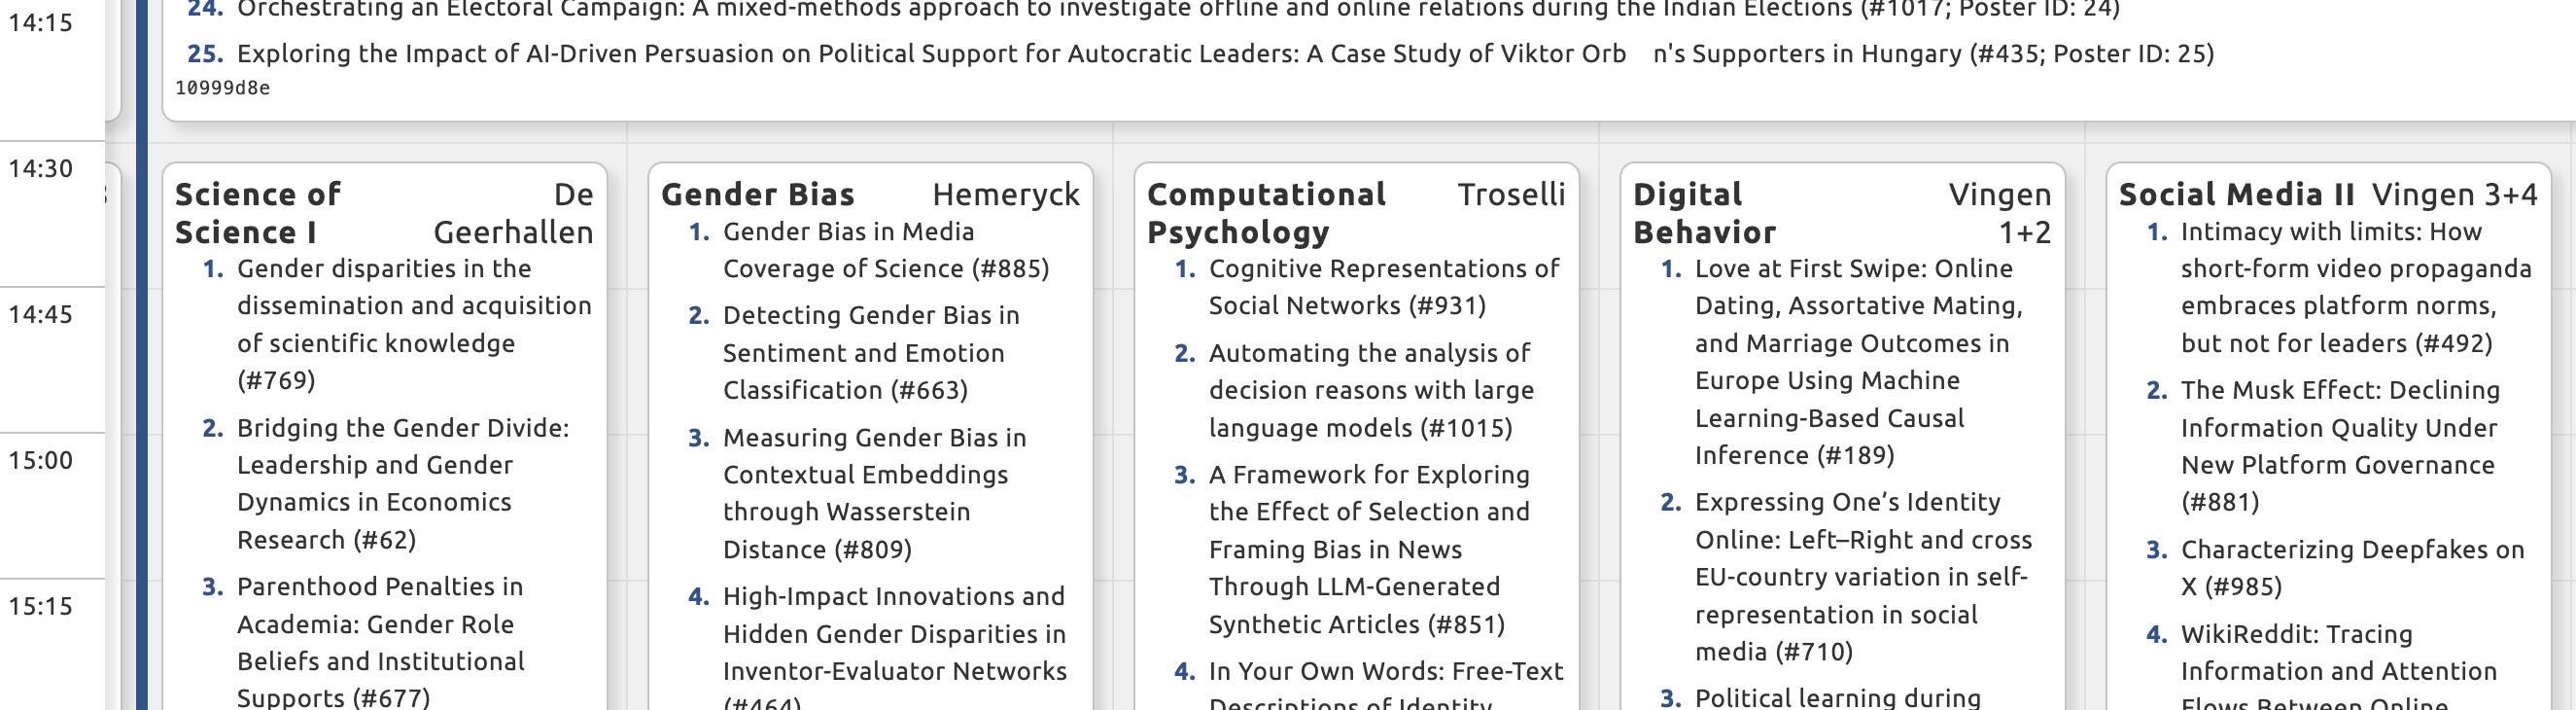 14:15
24. Orchestrating an Electoral Campaign: A mixed-methods approach to investigate offline and online relations during the Indian Elections (#1017; Poster ID: 24)
25. Exploring the Impact of AI-Driven Persuasion on Political Support for Autocratic Leaders: A Case Study of Viktor Orb n's Supporters in Hungary (#435; Poster ID: 25)
10999d8e
14:30
14:45
15:00
15:15
Science of Science I
De Geerhallen
1. Gender disparities in the
dissemination and acquisition
of scientific knowledge
(#769)
2. Bridging the Gender Divide:
Leadership and Gender
Dynamics in Economics
Research (#62)
3. Parenthood Penalties in
Academia: Gender Role
Beliefs and Institutional
Supports (#677)
Gender Bias
Hemeryck
1. Gender Bias in Media
Coverage of Science (#885)
2. Detecting Gender Bias in
Sentiment and Emotion
Classification (#663)
3. Measuring Gender Bias in
Contextual Embeddings
through Wasserstein
Distance (#809)
4. High-Impact Innovations and
Hidden Gender Disparities in
Inventor-Evaluator Networks
(#464)
Computational
Psychology
Troselli
1. Cognitive Representations of
Social Networks (#931)
2. Automating the analysis of
decision reasons with large
language models (#1015)
3. A Framework for Exploring
the Effect of Selection and
Framing Bias in News
Through LLM-Generated
Synthetic Articles (#851)
4. In Your Own Words: Free-Text
Descriptions of Identity
Digital
Behavior
Vingen
1+2
1. Love at First Swipe: Online
Dating, Assortative Mating,
and Marriage Outcomes in
Europe Using Machine
Learning-Based Causal
Inference (#189)
2. Expressing One’s Identity
Online: Left–Right and cross
EU-country variation in self-
representation in social
media (#710)
3. Political learning during
Social Media II
Vingen 3+4
1. Intimacy with limits: How
short-form video propaganda
embraces platform norms,
but not for leaders (#492)
2. The Musk Effect: Declining
Information Quality Under
New Platform Governance
(#881)
3. Characterizing Deepfakes on
X (#985)
4. WikiReddit: Tracing
Information and Attention
Flows Between Online